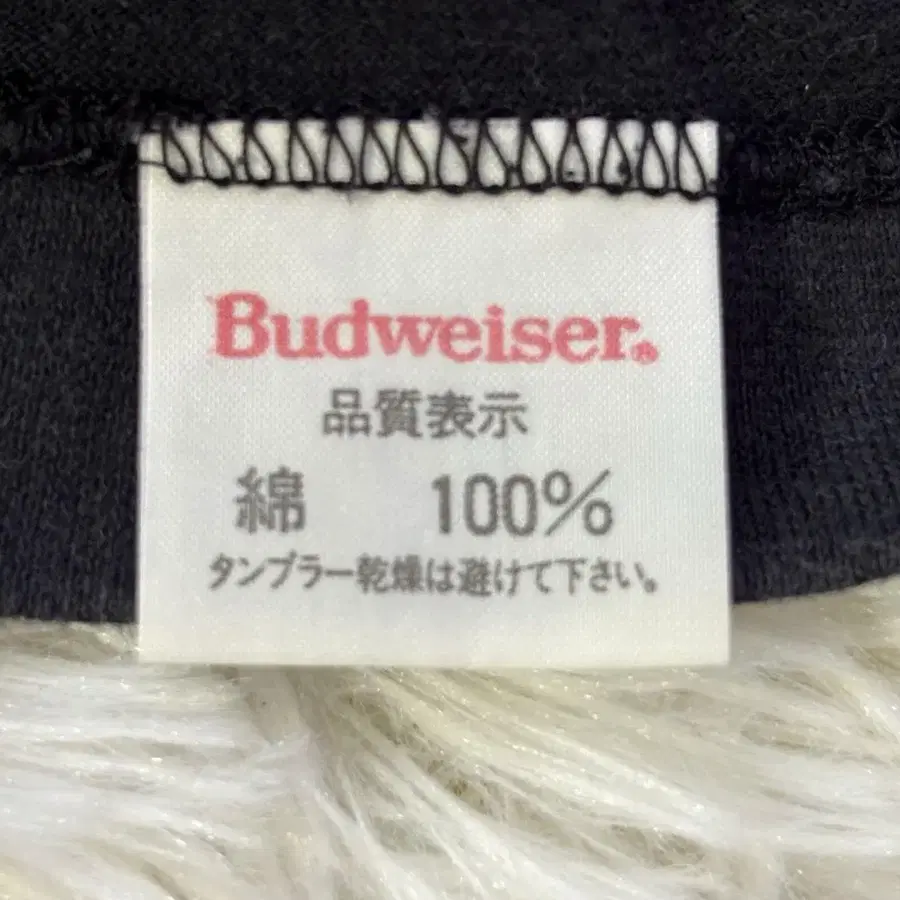 Budweiser®
品質表示
綿 100%
タンブラー乾燥は避けて下さい。